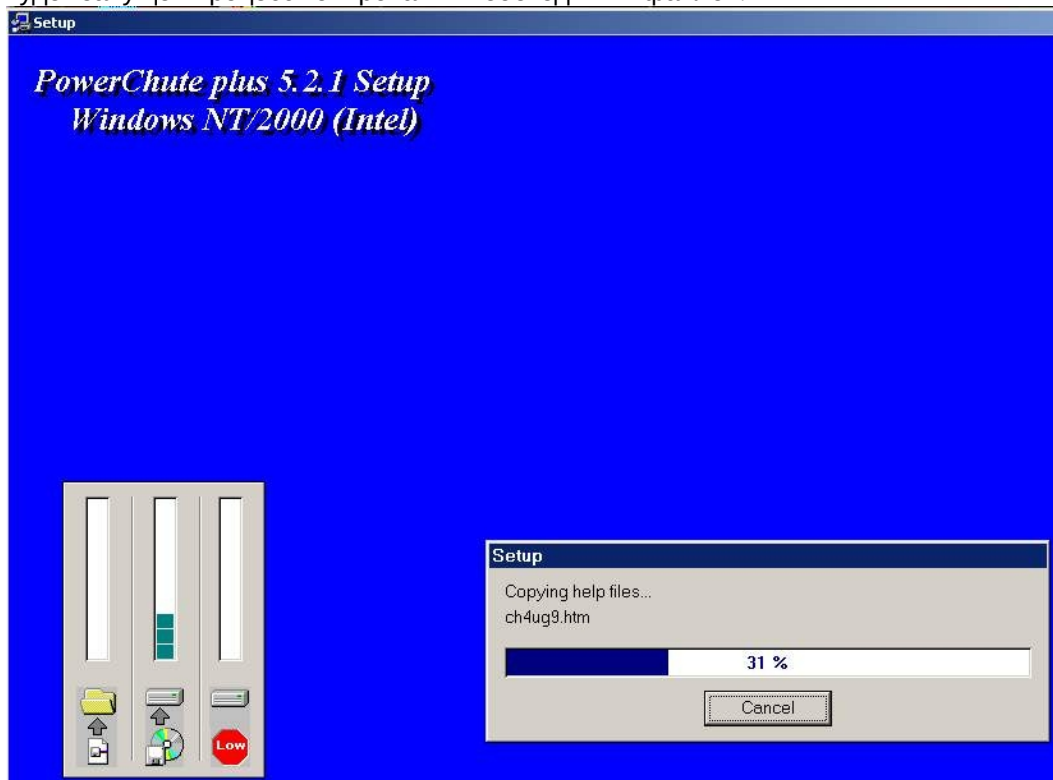 Setup
PowerChute plus 5.2.1 Setup
Windows NT/2000 (Intel)
Setup
Copying help files...
ch4ug9.htm
31 %
Cancel
Low